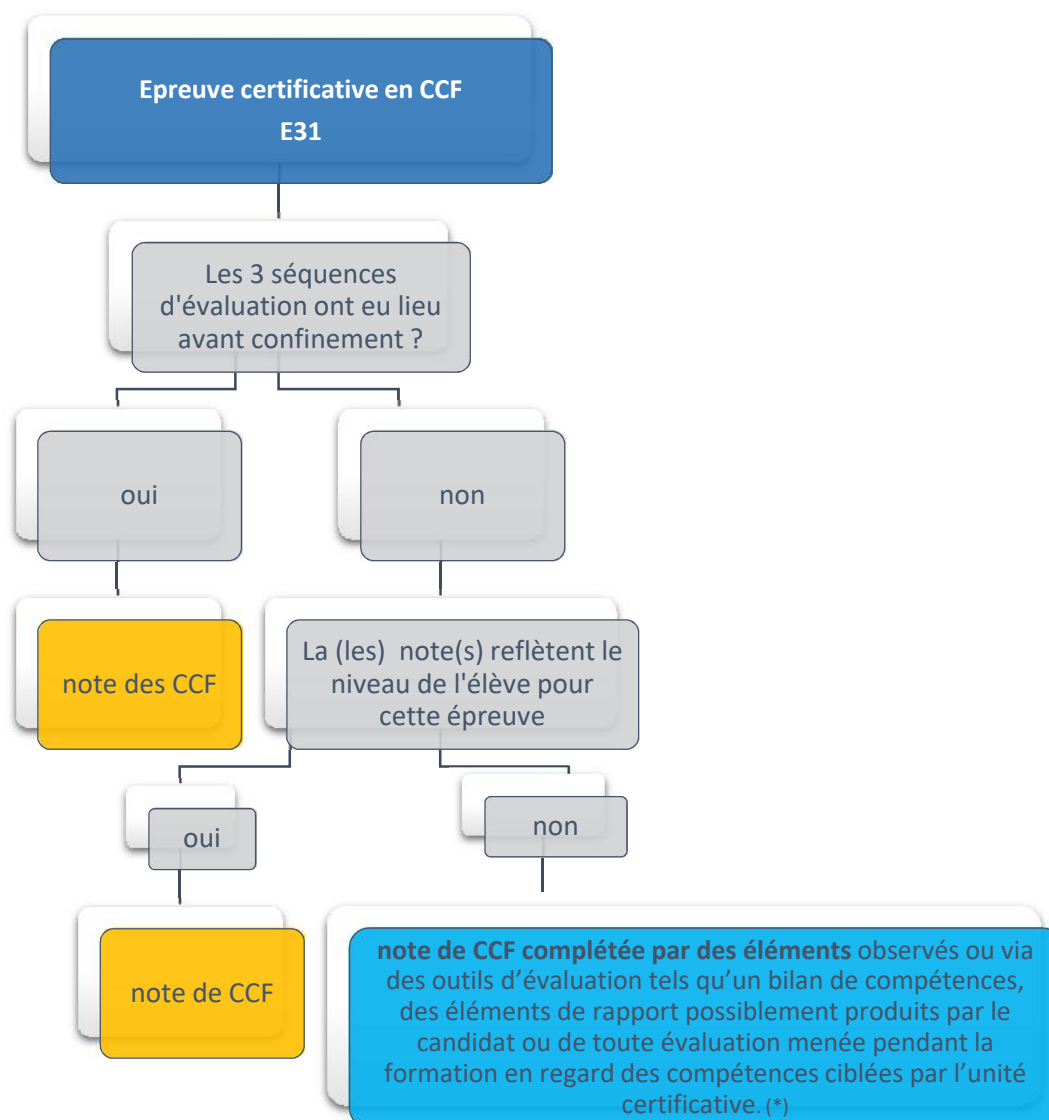 Epreuve certificative en CCF
E31
Les 3 séquences
d'évaluation ont eu lieu
avant confinement ?
oui
non
note des CCF
La (les) note(s) reflètent le
niveau de l'élève pour
cette épreuve
oui
non
note de CCF
note de CCF complétée par des éléments observés ou via
des outils d’évaluation tels qu’un bilan de compétences,
des éléments de rapport possiblement produits par le
candidat ou de toute évaluation menée pendant la
formation en regard des compétences ciblées par l’unité
certificative. (*)